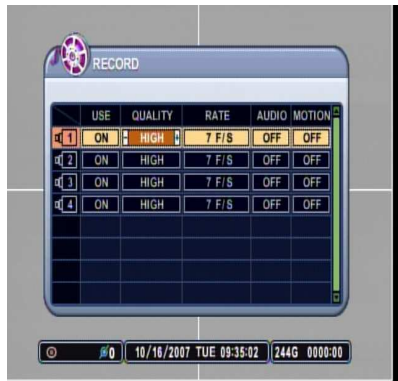 RECORD
USE QUALITY RATE AUDIO MOTION
1 ON HIGH 7 F/S OFF OFF
2 ON HIGH 7 F/S OFF OFF
3 ON HIGH 7 F/S OFF OFF
4 ON HIGH 7 F/S OFF OFF
0 10/16/2007 TUE 09:35:02 244G 0000:00